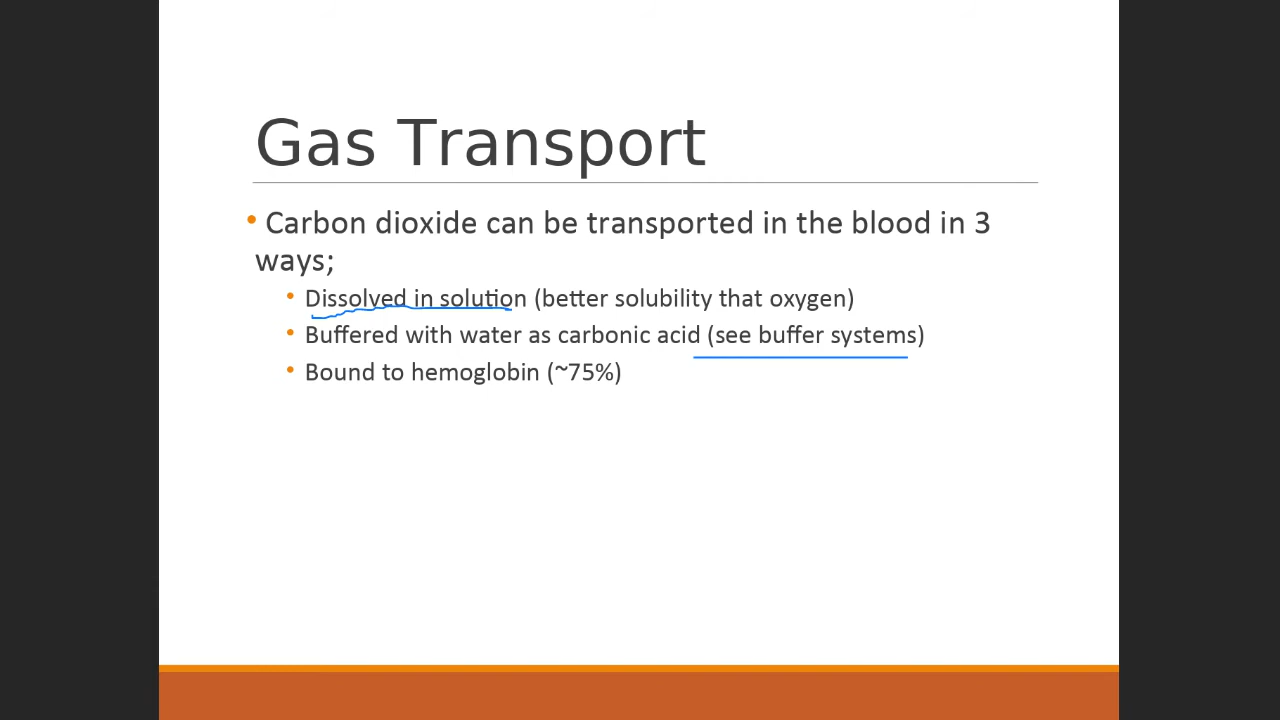 Gas Transport
• Carbon dioxide can be transported in the blood in 3
ways;
• Dissolved in solution (better solubility that oxygen)
• Buffered with water as carbonic acid (see buffer systems)
• Bound to hemoglobin (~75%)